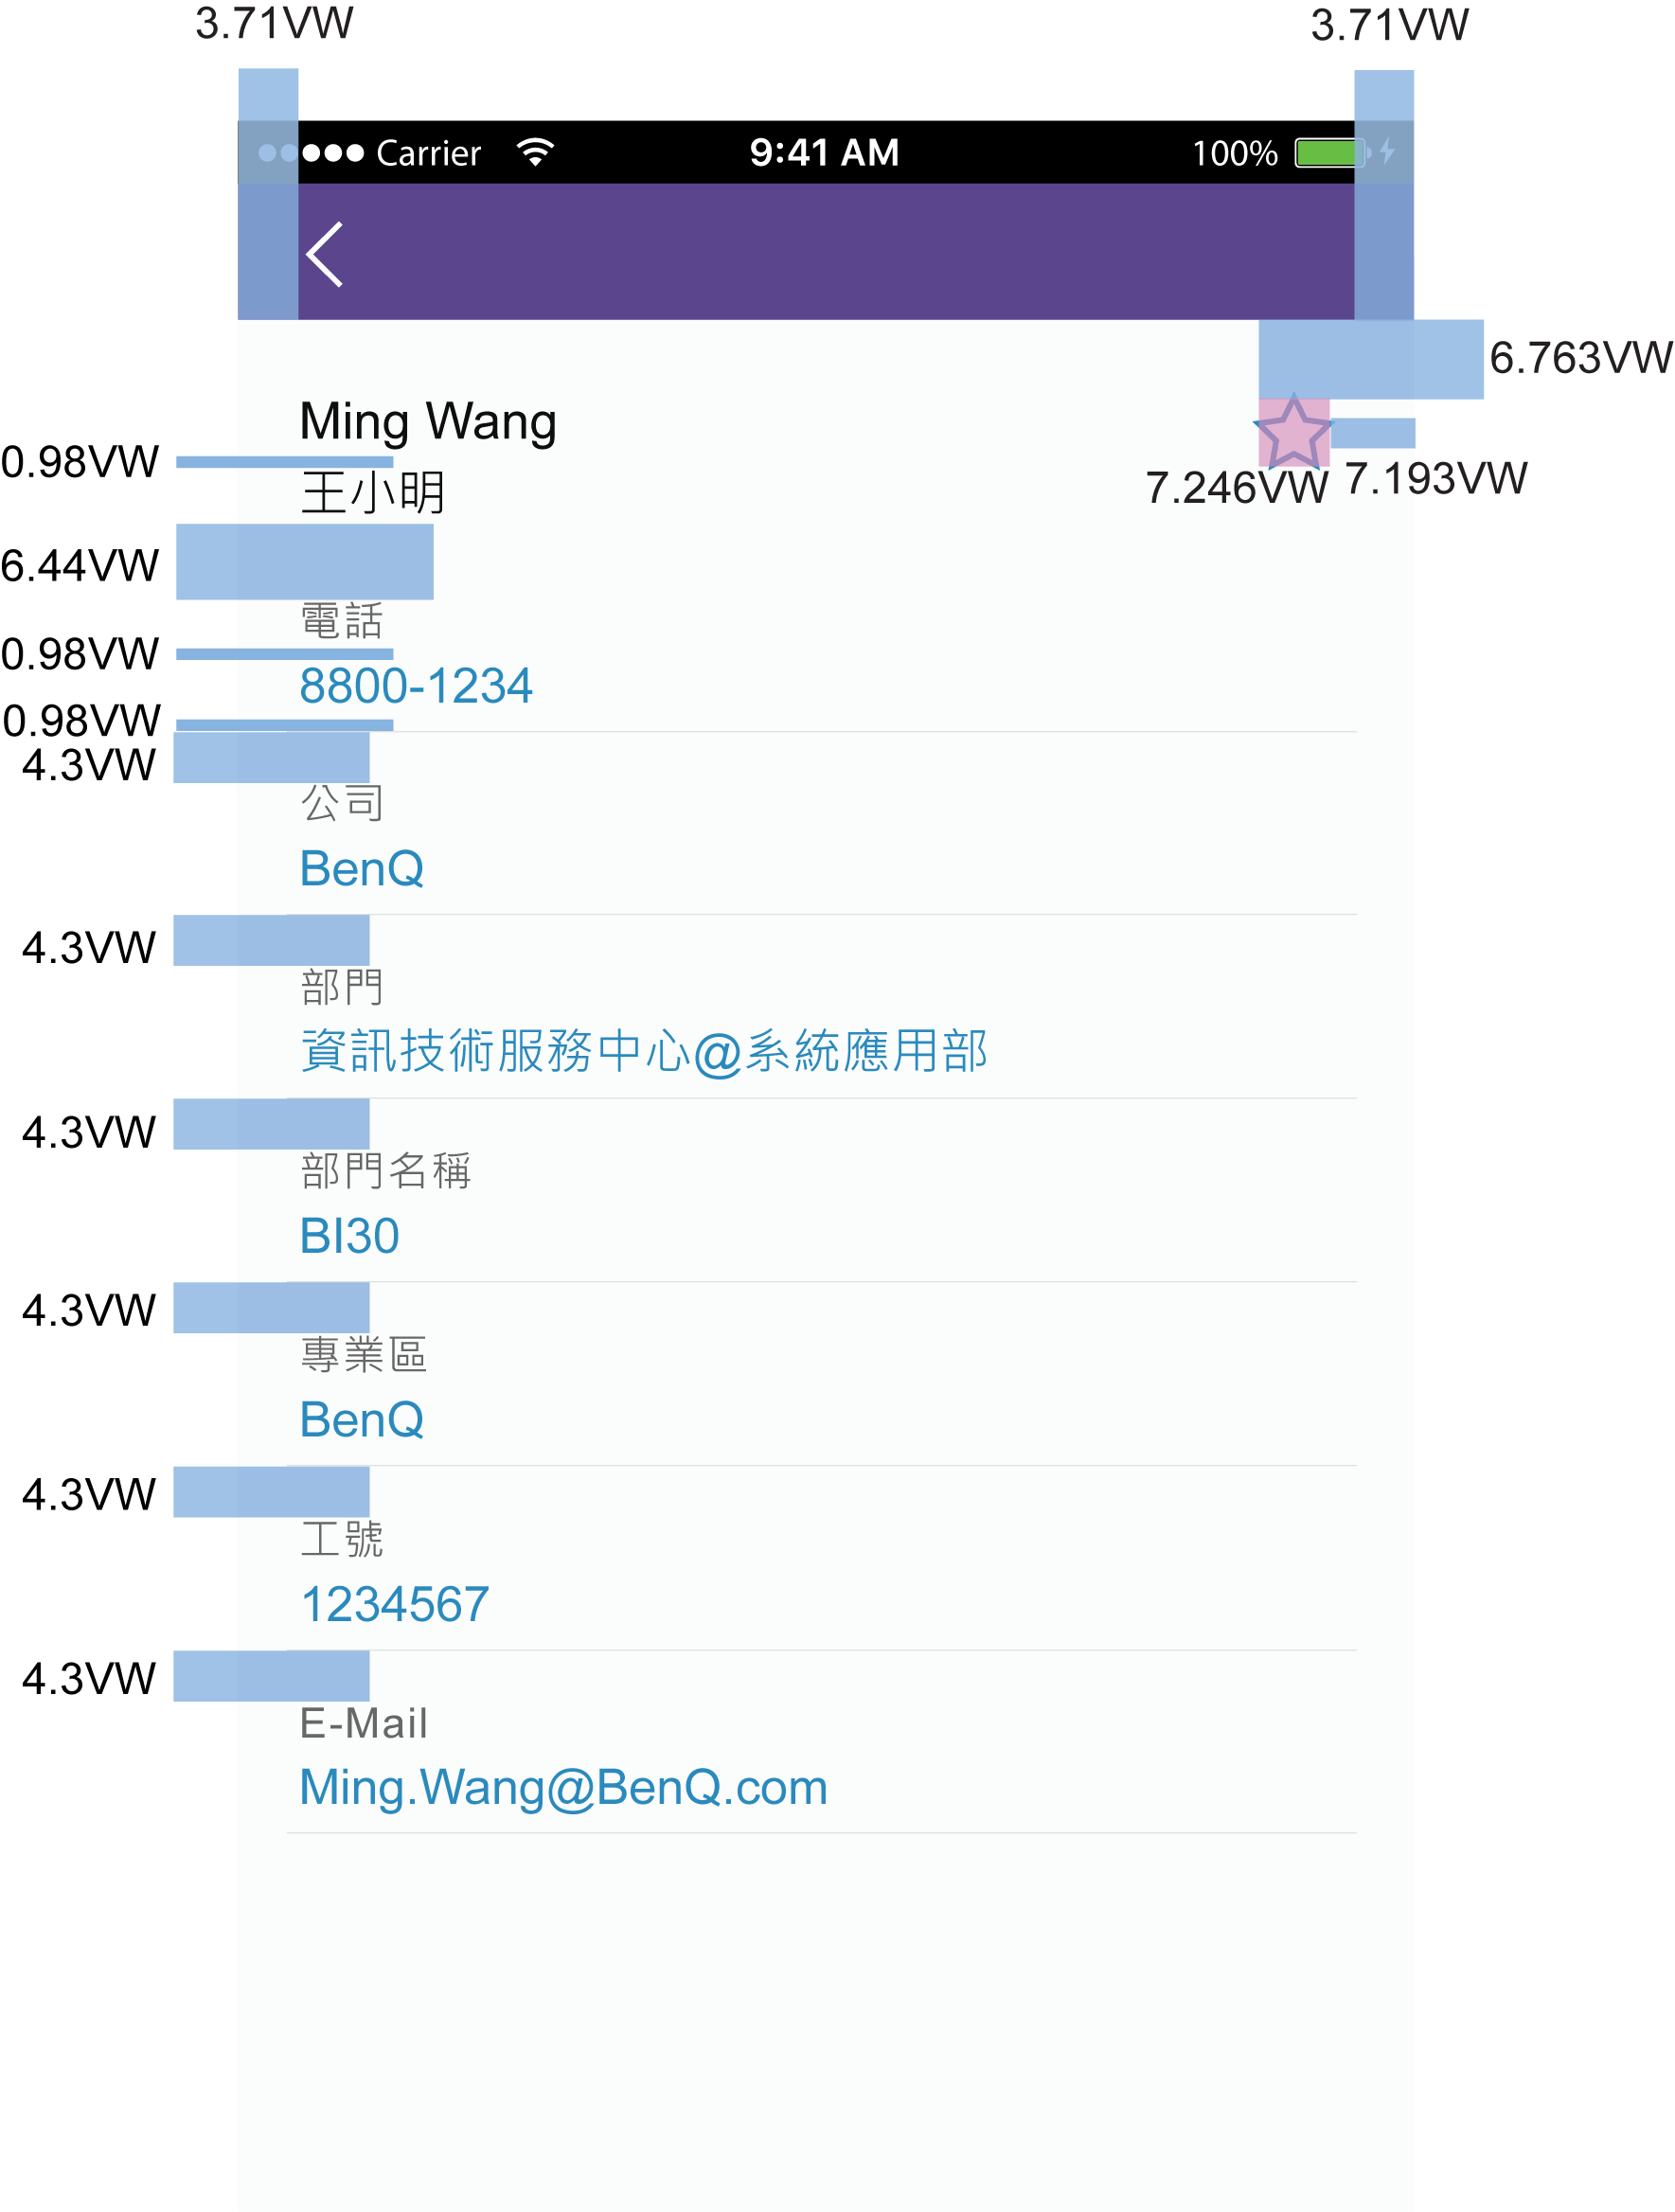 3.71VW 3.71VW
Carrier 9:41 AM 100%
6.763VW
Ming Wang
0.98VW
王小明
7.246VW 7.193VW
6.44VW
電話
0.98VW
8800-1234
0.98VW
4.3VW
公司
BenQ
4.3VW
部門
資訊技術服務中心@系統應用部
4.3VW
部門名稱
BI30
4.3VW
專業區
BenQ
4.3VW
工號
1234567
4.3VW
E-Mail
Ming.Wang@BenQ.com